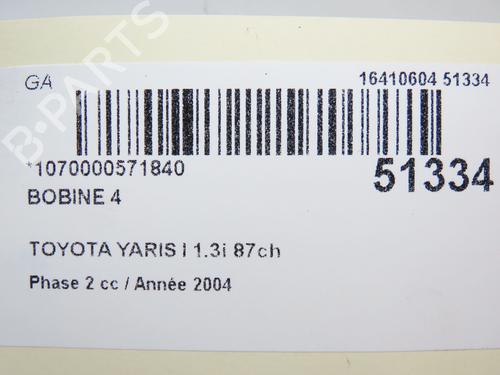 GA
16410604 51334
*1070000571840
51334
BOBINE 4
TOYOTA YARIS I 1.3i 87ch
Phase 2 cc / Année 2004
B-PARTS